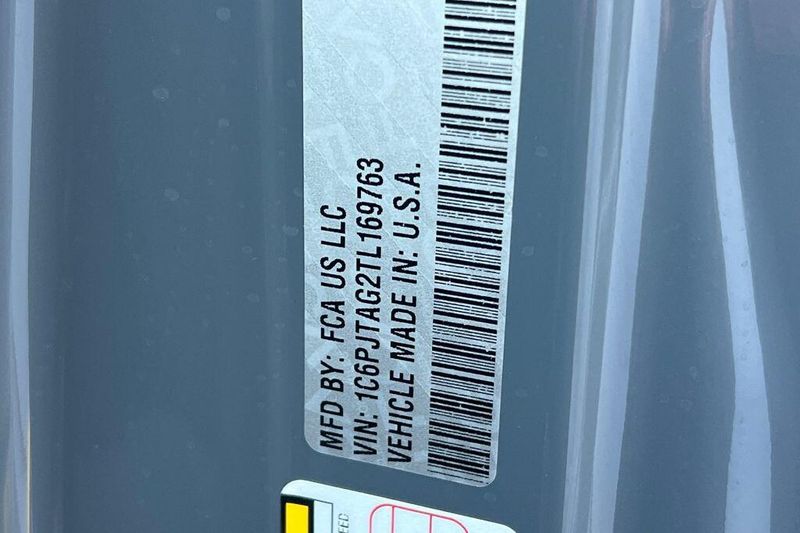 MFD BY: FCA US LLC
VIN: 1C6PJTAG2TL169763
VEHICLE MADE IN: U.S.A.